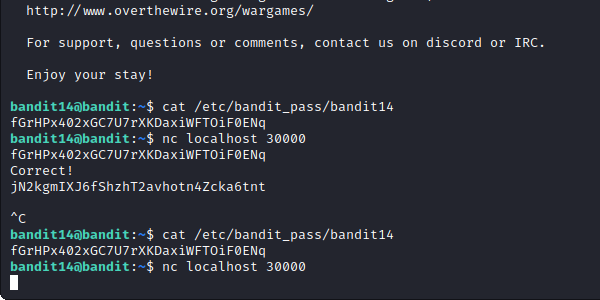 http://www.overthewire.org/wargames/
For support, questions or comments, contact us on discord or IRC.
Enjoy your stay!
bandit14@bandit:~$ cat /etc/bandit_pass/bandit14
fGrHPx402xGC7U7rXKDaxiWFTOiF0ENq
bandit14@bandit:~$ nc localhost 30000
fGrHPx402xGC7U7rXKDaxiWFTOiF0ENq
Correct!
jN2kgmIXJ6fShzhT2avhotn4Zcka6tnt
^C
bandit14@bandit:~$ cat /etc/bandit_pass/bandit14
fGrHPx402xGC7U7rXKDaxiWFTOiF0ENq
bandit14@bandit:~$ nc localhost 30000